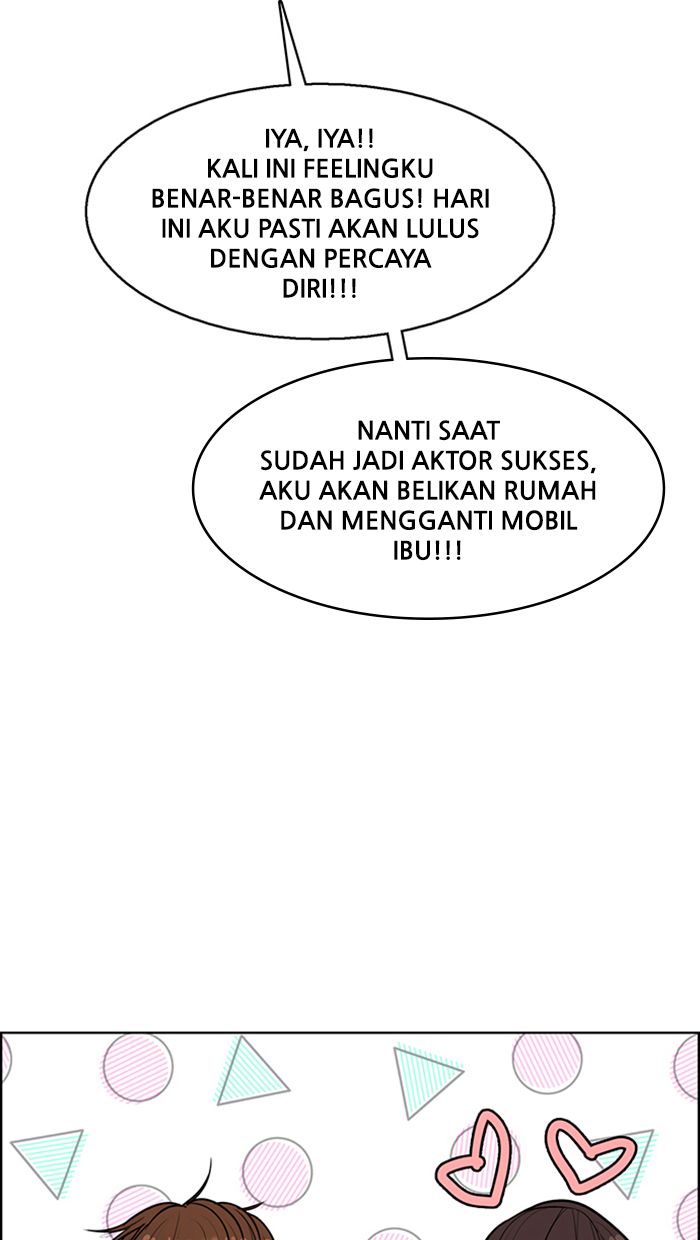 IYA, IYA!!
KALI INI FEELINGKU
BENAR-BENAR BAGUS! HARI
INI AKU PASTI AKAN LULUS
DENGAN PERCAYA
DIRI!!!
NANTI SAAT
SUDAH JADI AKTOR SUKSES,
AKU AKAN BELIKAN RUMAH
DAN MENGGANTI MOBIL
IBU!!!